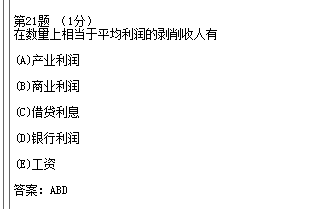 第21题 (1分)
在数量上相当于平均利润的剥削收人有
(A)产业利润
(B)商业利润
(C)借贷利息
(D)银行利润
(E)工资
答案: ABD